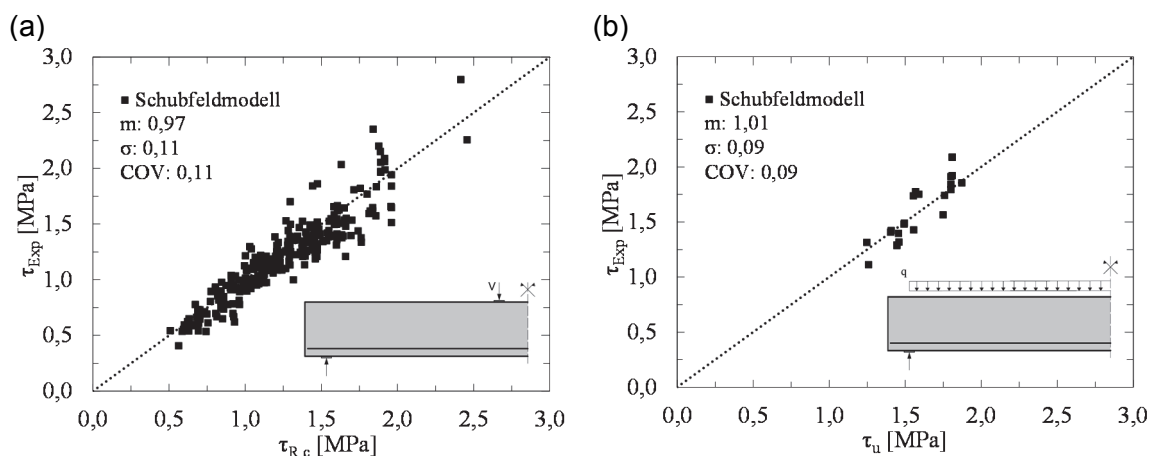 (a)
3,0
2,5
2,0
1,5
1,0
0,5
0,0
τExp [MPa]
■ Schubfeldmodell
m: 0,97
σ: 0,11
COV: 0,11
V
0,0 0,5 1,0 1,5 2,0 2,5 3,0
τR,c [MPa]
(b)
3,0
2,5
2,0
1,5
1,0
0,5
0,0
τExp [MPa]
■ Schubfeldmodell
m: 1,01
σ: 0,09
COV: 0,09
q
0,0 0,5 1,0 1,5 2,0 2,5 3,0
τu [MPa]